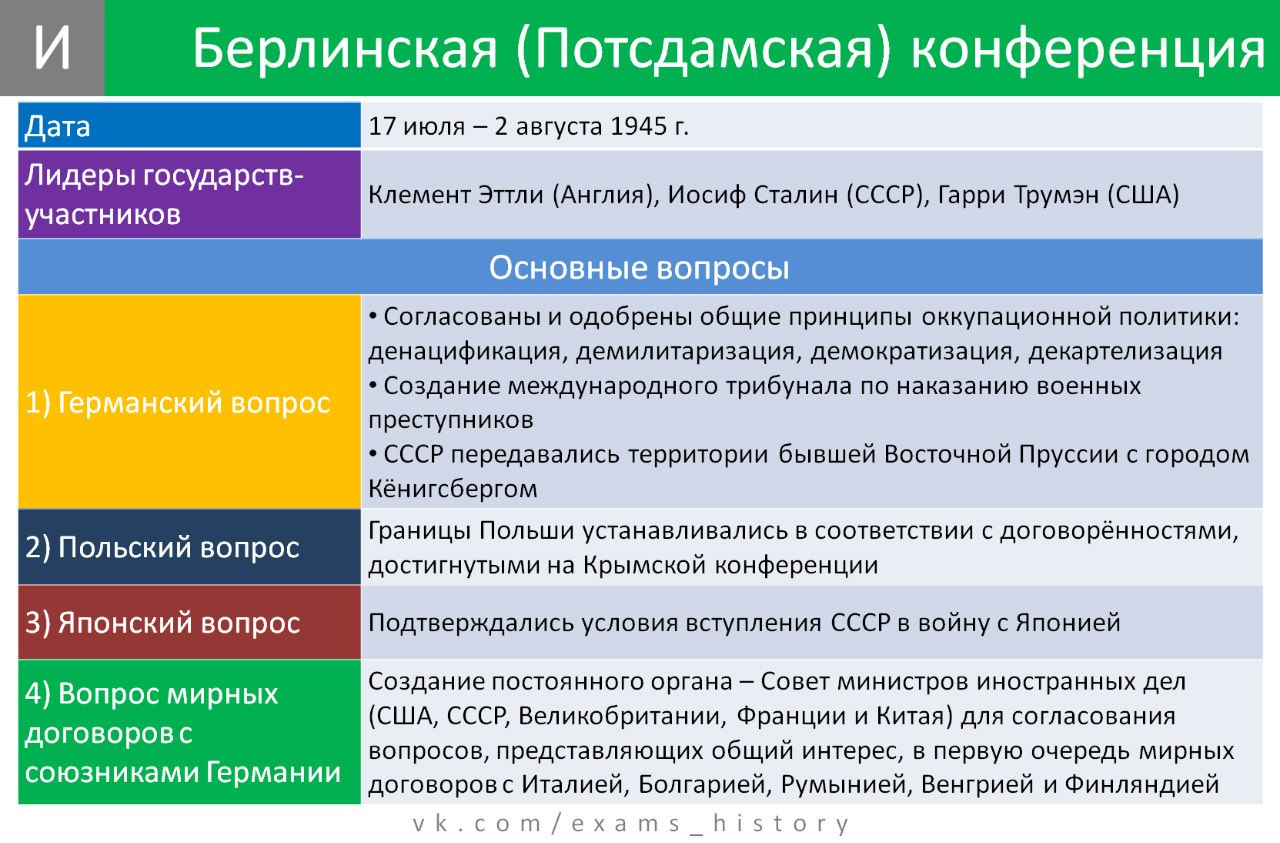 И
Берлинская (Потсдамская) конференция
Дата
17 июля – 2 августа 1945 г.
Лидеры государств-
участников
Клемент Эттли (Англия), Иосиф Сталин (СССР), Гарри Трумэн (США)
Основные вопросы
1) Германский вопрос
• Согласованы и одобрены общие принципы оккупационной политики:
денацификация, демилитаризация, демократизация, декартелизация
• Создание международного трибунала по наказанию военных
преступников
• СССР передавались территории бывшей Восточной Пруссии с городом
Кёнигсбергом
2) Польский вопрос
Границы Польши устанавливались в соответствии с договорённостями,
достигнутыми на Крымской конференции
3) Японский вопрос
Подтверждались условия вступления СССР в войну с Японией
4) Вопрос мирных
договоров с
союзниками Германии
Создание постоянного органа – Совет министров иностранных дел
(США, СССР, Великобритании, Франции и Китая) для согласования
вопросов, представляющих общий интерес, в первую очередь мирных
договоров с Италией, Болгарией, Румынией, Венгрией и Финляндией
vk.com/exams_history